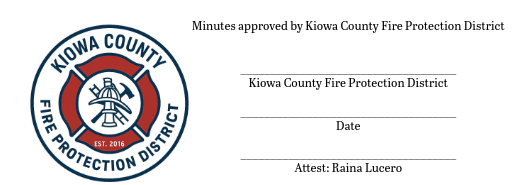 KIOWA COUNTY
FIRE PROTECTION DISTRICT
EST. 2016
Minutes approved by Kiowa County Fire Protection District
Kiowa County Fire Protection District
Date
Attest: Raina Lucero